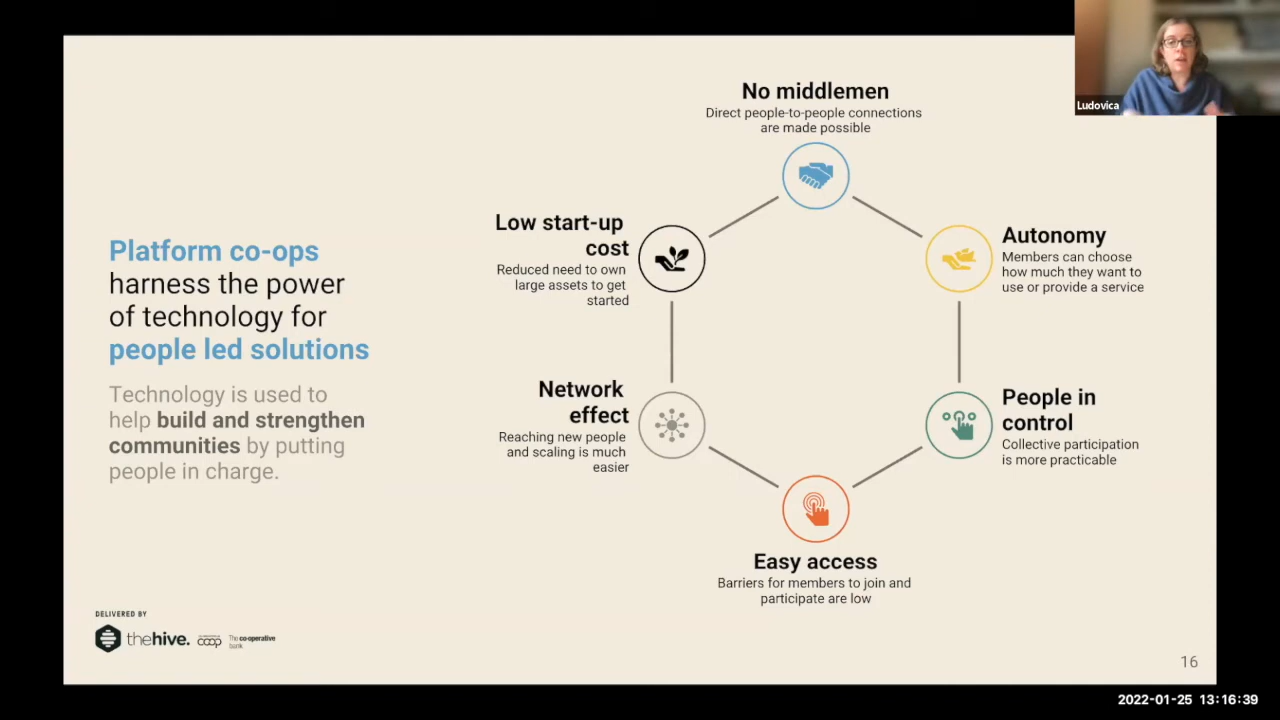 Ludovica
No middlemen
Direct people-to-people connections
are made possible
Low start-up
cost
Reduced need to own
large assets to get
started
Autonomy
Members can choose
how much they want to
use or provide a service
Platform co-ops
harness the power
of technology for
people led solutions
Technology is used to
help build and strengthen
communities by putting
people in charge.
Network
effect
Reaching new people
and scaling is much
easier
People in
control
Collective participation
is more practicable
Easy access
Barriers for members to join and
participate are low
DELIVERED BY
thehive.
coop
The co-operative
bank
16
2022-01-25 13:16:39